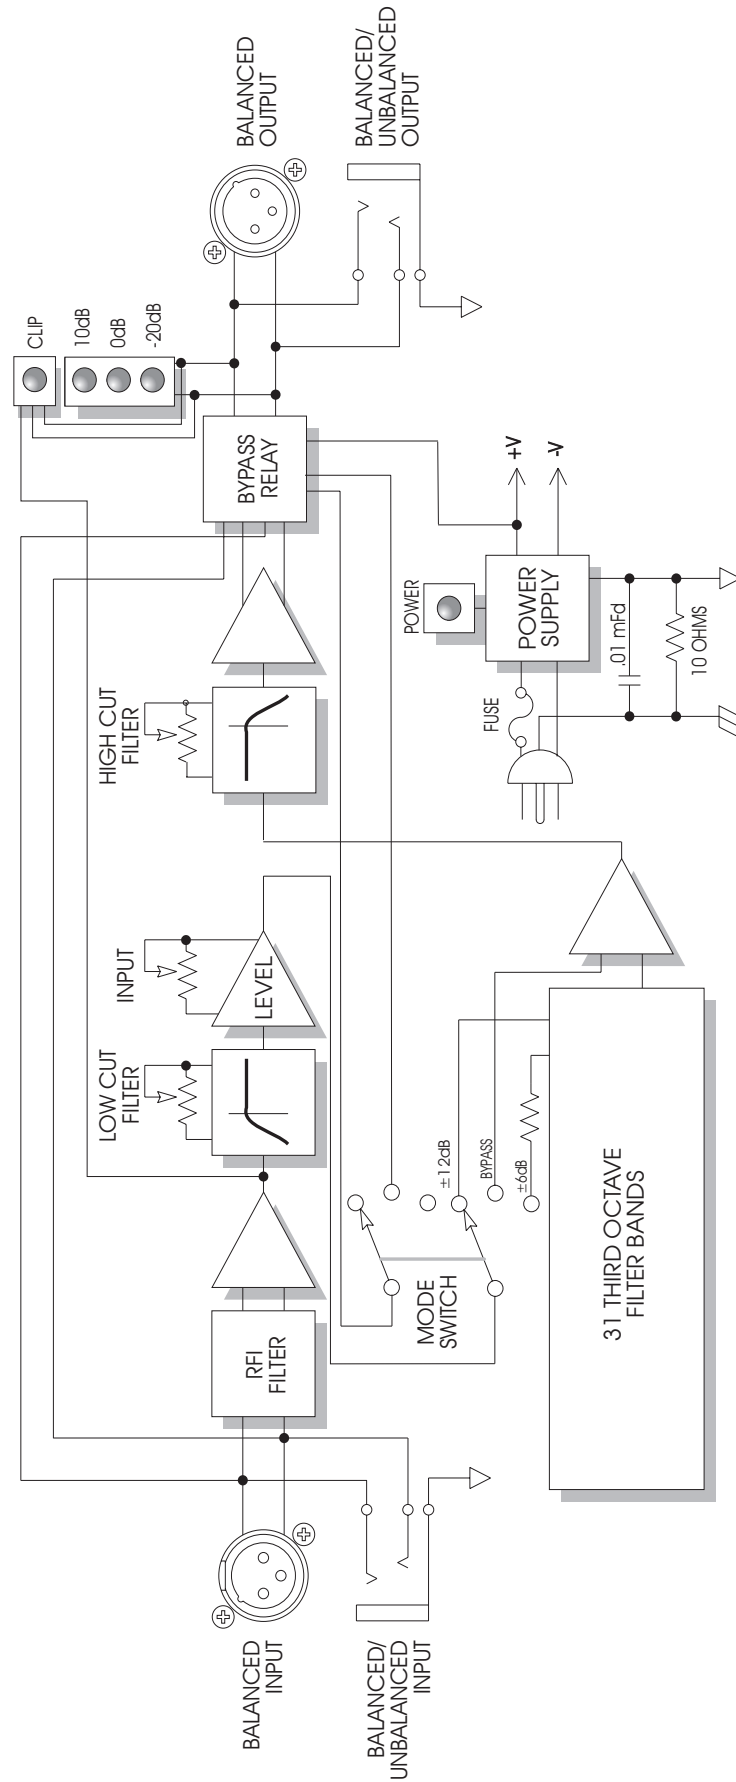 BALANCED
INPUT
BALANCED/
UNBALANCED
INPUT
RFI
FILTER
LOW CUT
FILTER
INPUT
LEVEL
HIGH CUT
FILTER
BYPASS
RELAY
CLIP
10dB
0dB
-20dB
BALANCED
OUTPUT
BALANCED/
UNBALANCED
OUTPUT
MODE
SWITCH
±12dB
BYPASS
±6dB
31 THIRD OCTAVE
FILTER BANDS
FUSE
POWER
POWER
SUPPLY
+V
-V
.01 mFd
10 OHMS